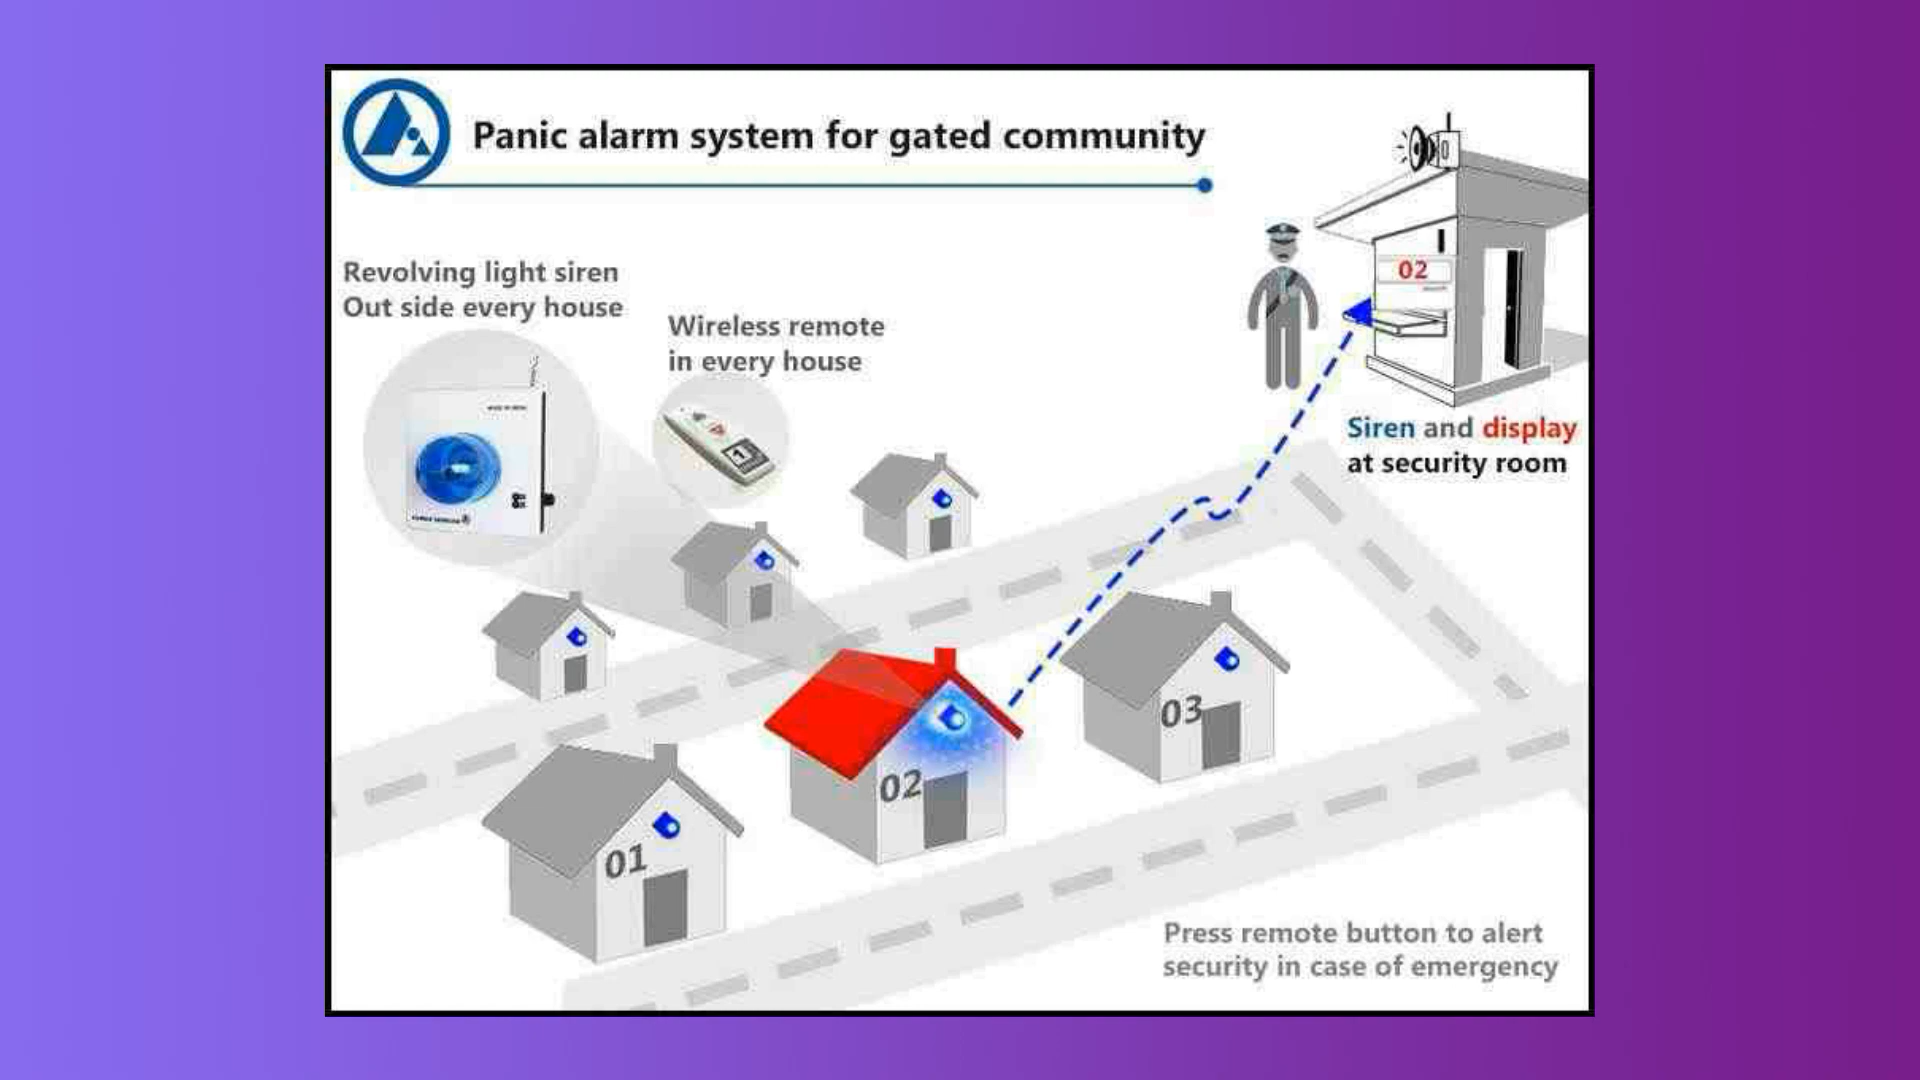 Panic alarm system for gated community
Revolving light siren
Out side every house
Wireless remote
in every house
1
02
Siren and display
at security room
03
02
01
Press remote button to alert
security in case of emergency